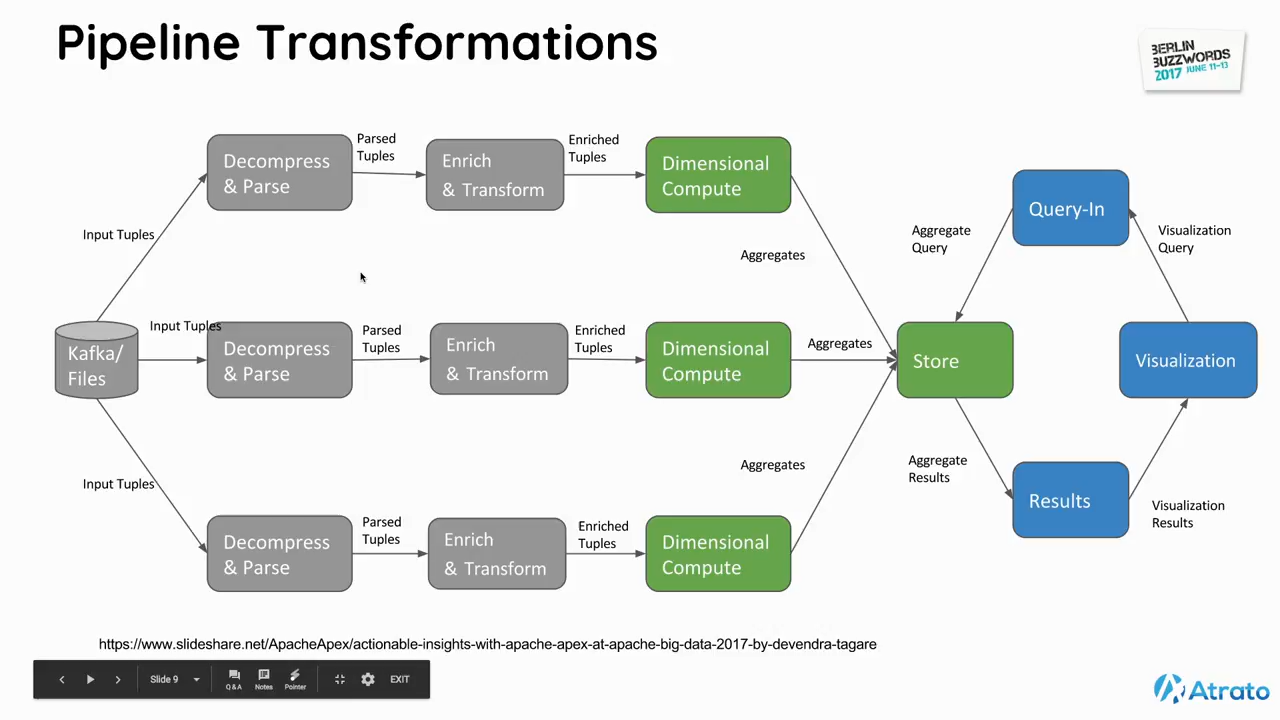 Pipeline Transformations
BERLIN
BUZZWORDS
2017 JUNE 11-13
Decompress
& Parse
Parsed
Tuples
Enrich
& Transform
Enriched
Tuples
Dimensional
Compute
Input Tuples
Aggregates
Kafka/
Files
Input Tuples
Decompress
& Parse
Parsed
Tuples
Enrich
& Transform
Enriched
Tuples
Dimensional
Compute
Aggregates
Input Tuples
Decompress
& Parse
Parsed
Tuples
Enrich
& Transform
Enriched
Tuples
Dimensional
Compute
Aggregates
Store
Aggregate
Query
Query-In
Visualization
Query
Visualization
Aggregate
Results
Results
Visualization
Results
https://www.slideshare.net/ApacheApex/actionable-insights-with-apache-apex-at-apache-big-data-2017-by-devendra-tagare
Slide 9
Q & A
Notes
Pointer
EXIT
Atrato